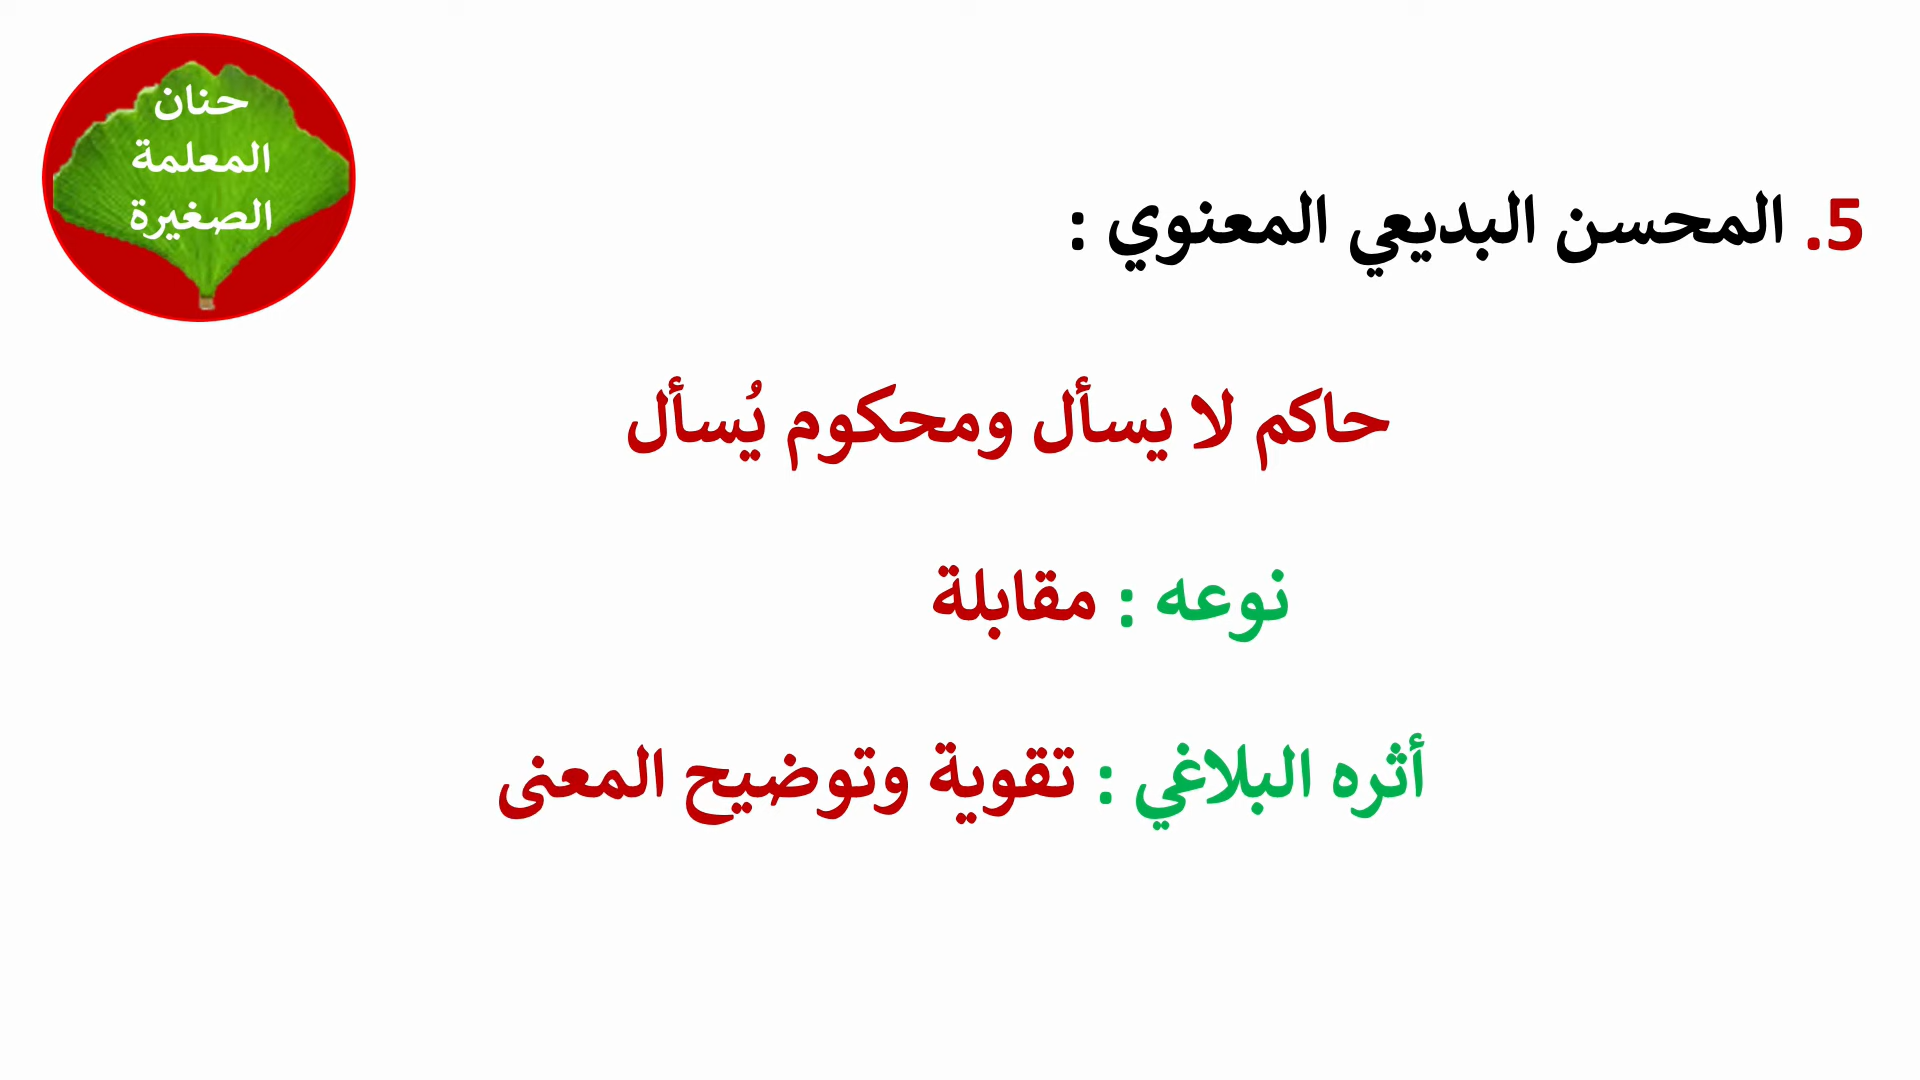 حنان
المعلمة
الصغيرة
5. المحسن البديعي المعنوي :
حاكم لا يسأل ومحكوم يُسأل
نوعه : مقابلة
أثره البلاغي : تقوية وتوضيح المعنى